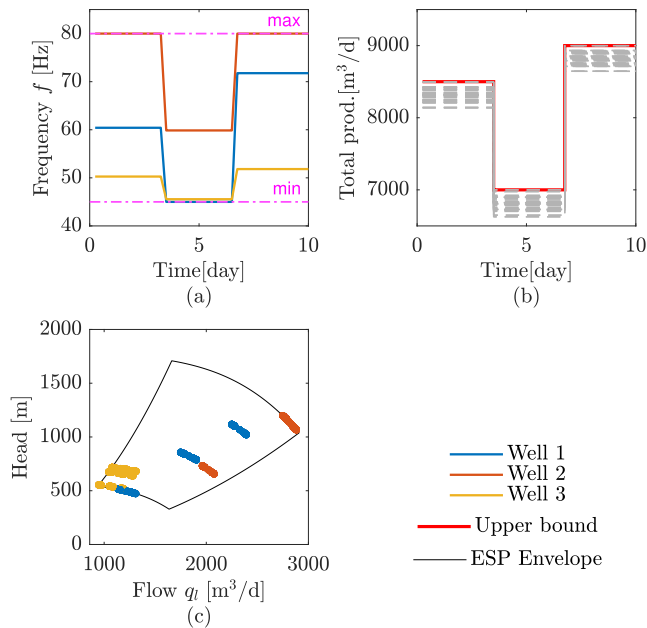 max
min
Frequency f [Hz]
80
70
60
50
40
0
5
10
Time[day]
(a)
Total prod.[m³/d]
9000
8000
7000
0
5
10
Time[day]
(b)
Head [m]
2000
1500
1000
500
0
1000
2000
3000
Flow qₗ [m³/d]
(c)
Well 1
Well 2
Well 3
Upper bound
ESP Envelope